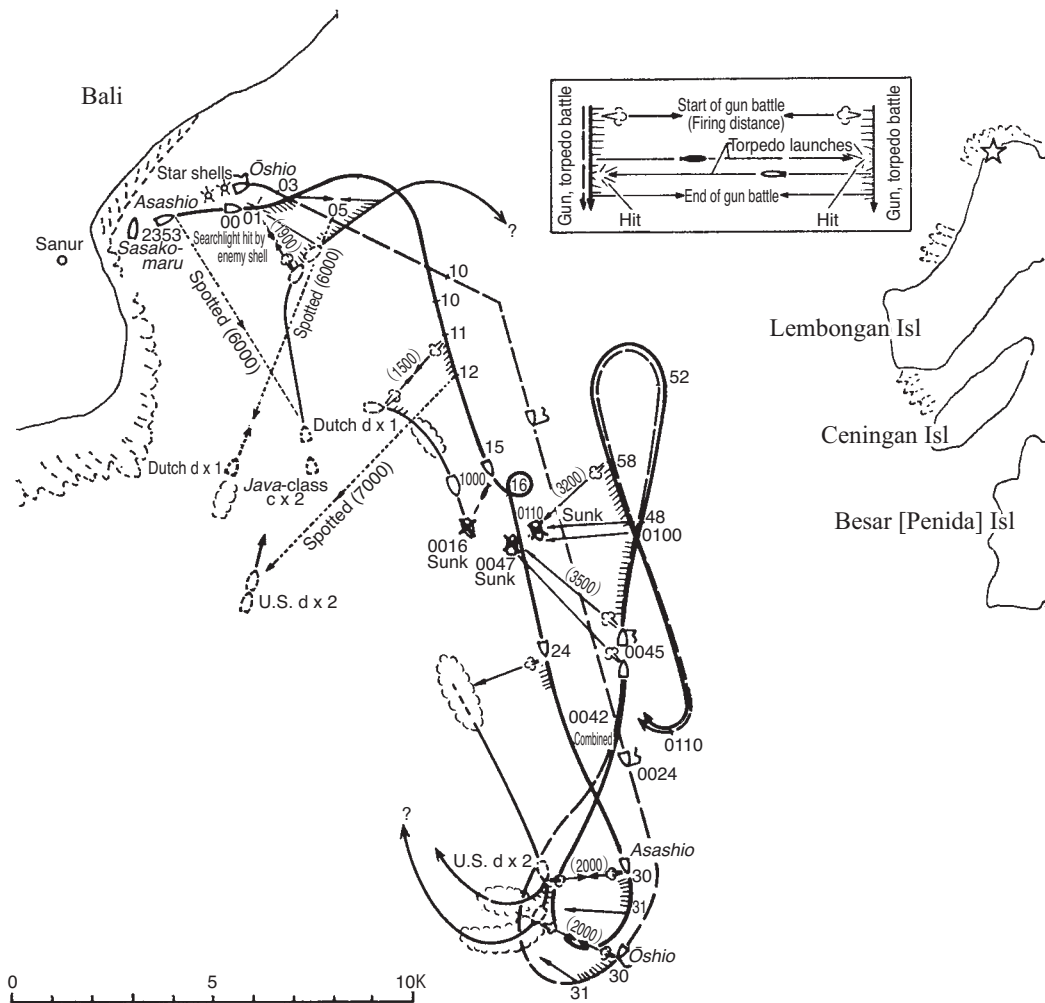 Bali
Star shells
Ōshio
03
Asashio
00
01
05
2353
Searchlight hit by
enemy shell
Sasako-
maru
Sanur
(1900)
Spotted (6000)
Spotted (6000)
?
10
10
11
12
(1500)
Dutch d x 1
Dutch d x 1
Java-class
c x 2
Spotted (7000)
U.S. d x 2
15
1000
16
0016
Sunk
0047
Sunk
0110
Sunk
(3200)
58
52
48
0100
(3500)
0045
24
0042
Combined
0110
0024
?
U.S. d x 2
(2000)
Asashio
30
31
(2000)
Ōshio
30
31
Gun, torpedo battle
Start of gun battle
(Firing distance)
Torpedo launches
End of gun battle
Hit
Hit
Gun, torpedo battle
Lembongan Isl
Ceningan Isl
Besar [Penida] Isl
0
5
10K